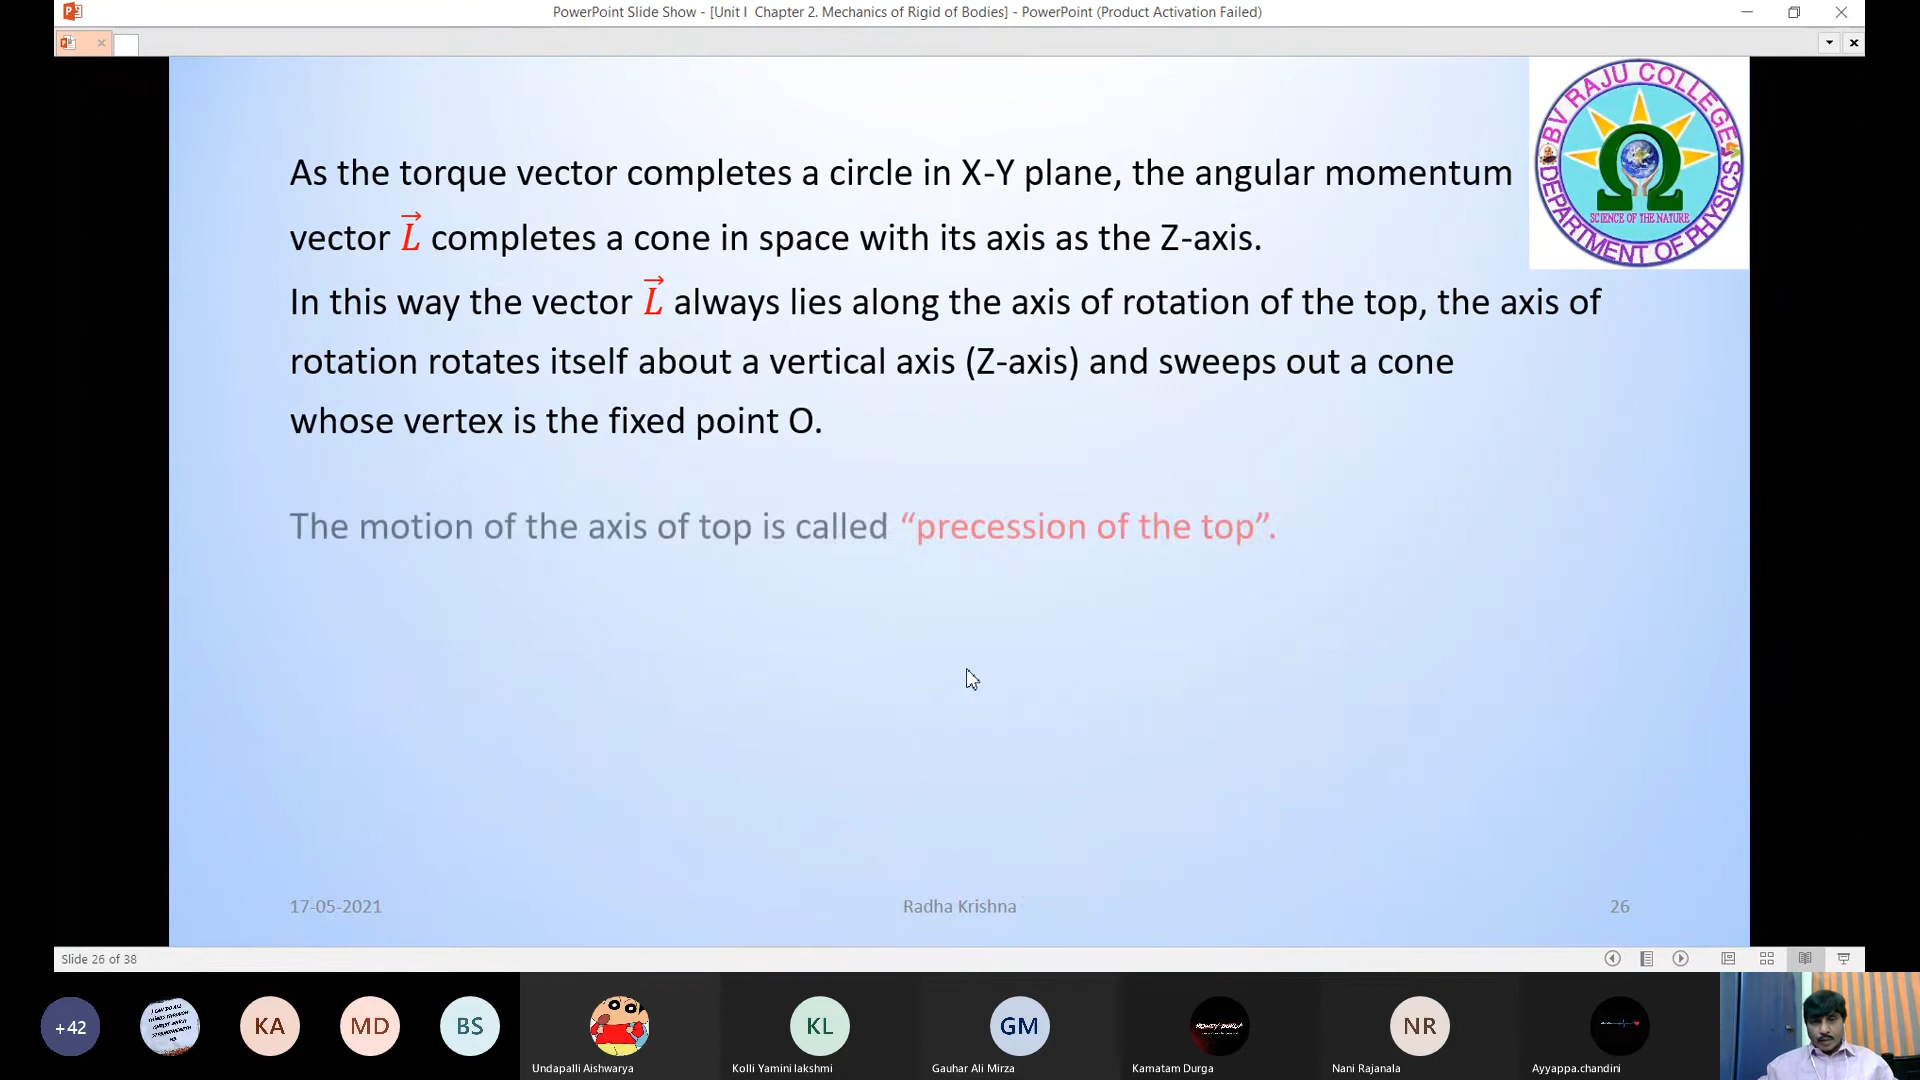 PowerPoint Slide Show - [Unit I  Chapter 2. Mechanics of Rigid of Bodies] - PowerPoint (Product Activation Failed)
BV RAJU COLLEGE
SCIENCE OF THE NATURE
DEPARTMENT OF PHYSICS
As the torque vector completes a circle in X-Y plane, the angular momentum
vector L⃗ completes a cone in space with its axis as the Z-axis.
In this way the vector L⃗ always lies along the axis of rotation of the top, the axis of
rotation rotates itself about a vertical axis (Z-axis) and sweeps out a cone
whose vertex is the fixed point O.
The motion of the axis of top is called “precession of the top”.
17-05-2021
Radha Krishna
26
Slide 26 of 38
+42
KA
MD
BS
KL
GM
NR
Undapalli Aishwarya
Kolli Yamini lakshmi
Gauhar Ali Mirza
Kamatam Durga
Nani Rajanala
Ayyappa.chandini